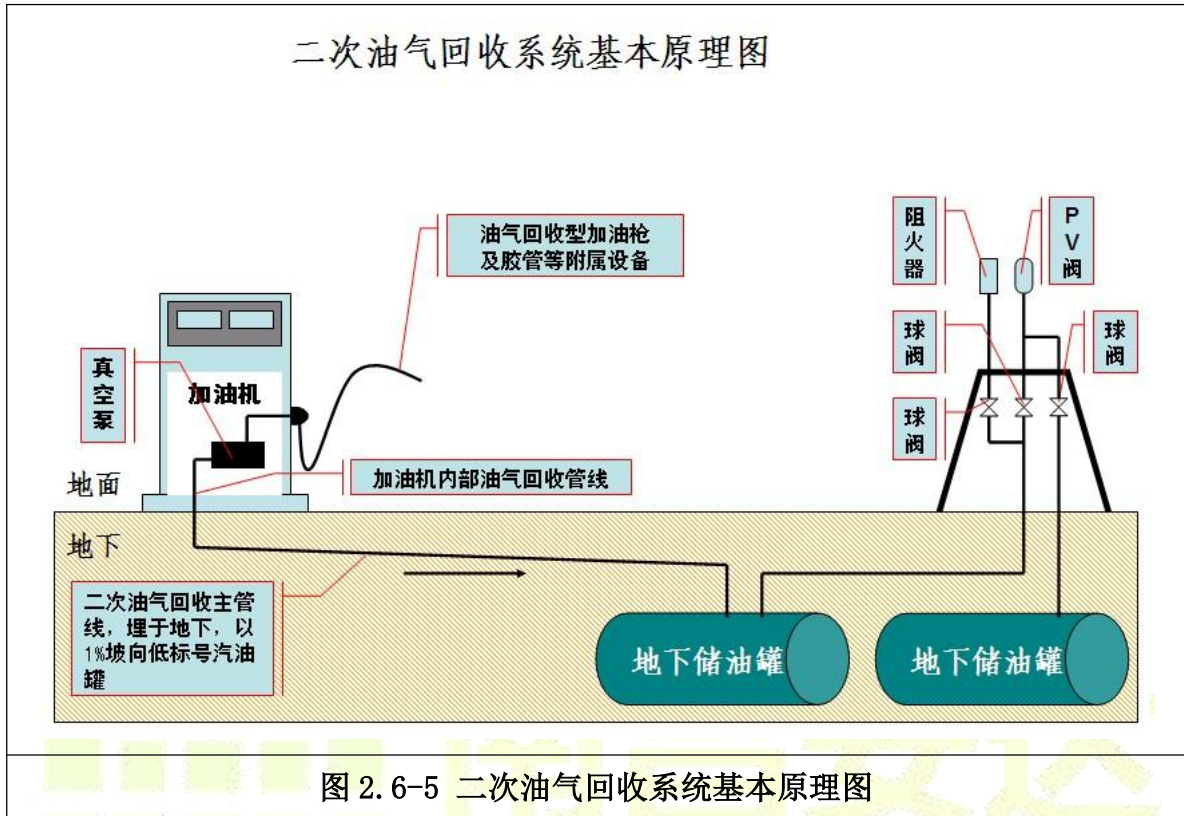 二次油气回收系统基本原理图
油气回收型加油枪
及胶管等附属设备
阻
火
器
P
V
阀
真
空
泵
加油机
球
阀
球
阀
球
阀
地面
加油机内部油气回收管线
地下
二次油气回收主管
线，埋于地下，以
1%坡向低标号汽油
罐
地下储油罐
地下储油罐
图 2.6-5 二次油气回收系统基本原理图